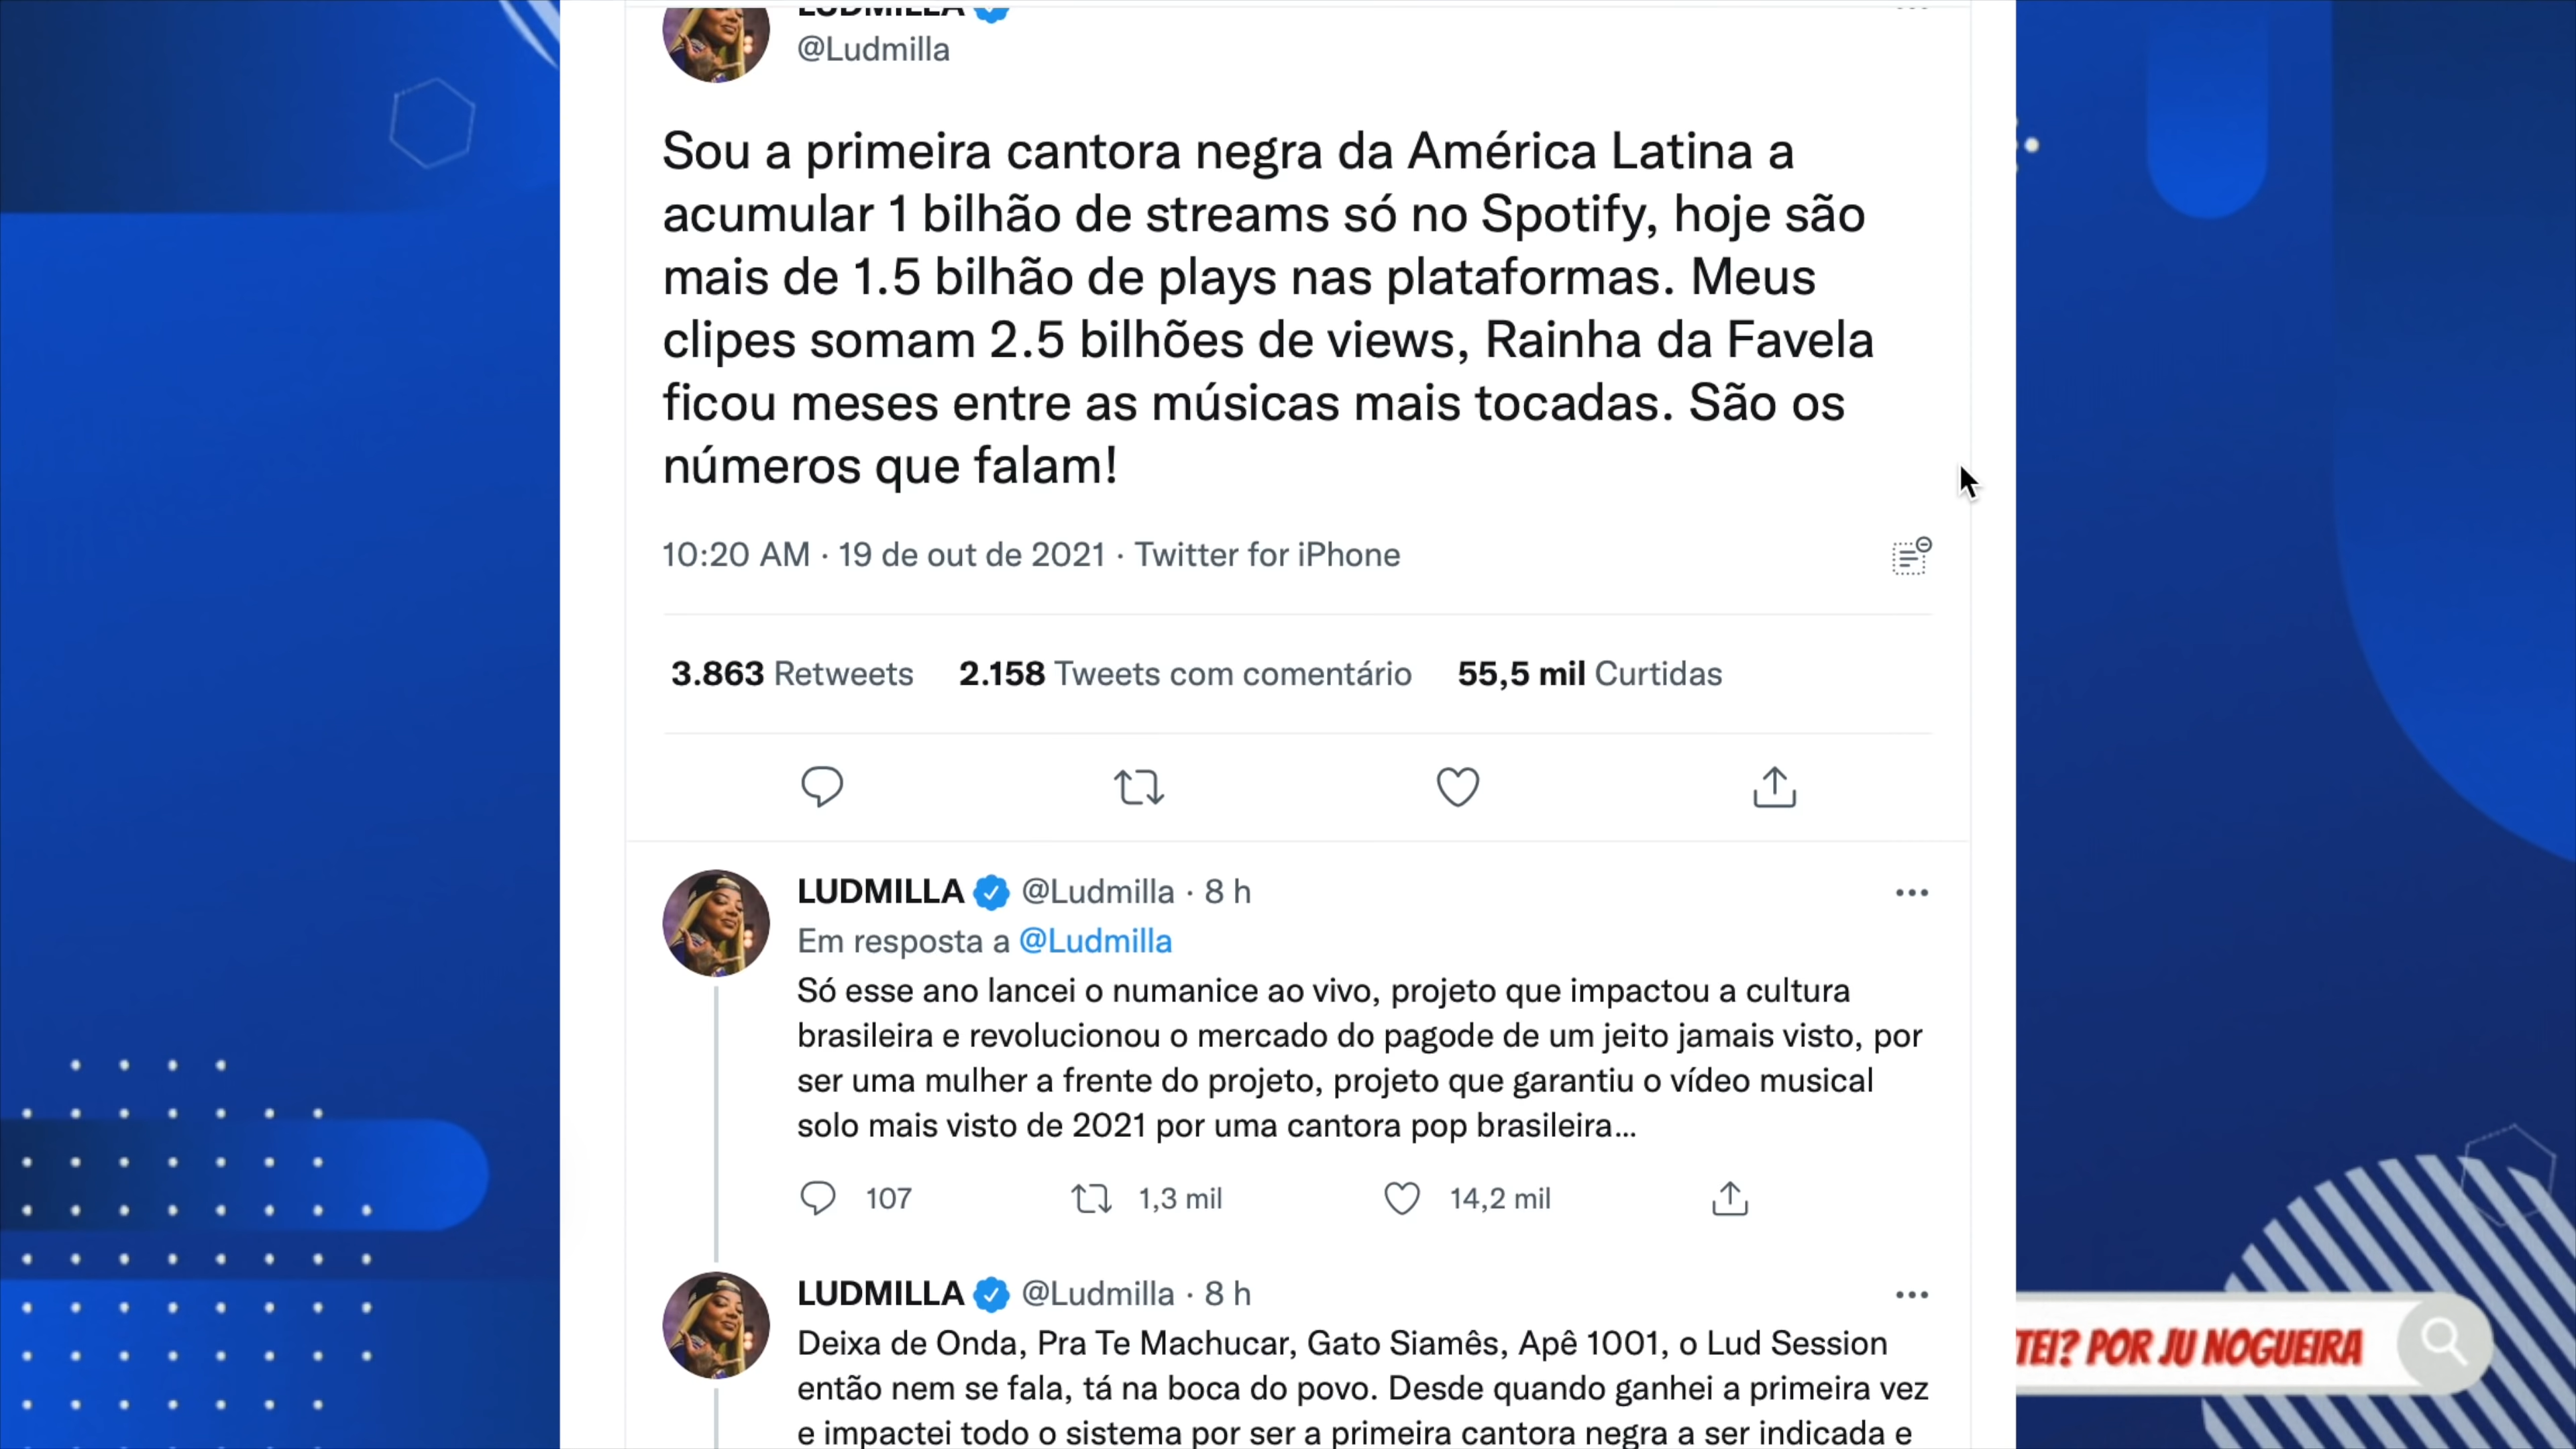 LUDMILLA
@Ludmilla
Sou a primeira cantora negra da América Latina a
acumular 1 bilhão de streams só no Spotify, hoje são
mais de 1.5 bilhão de plays nas plataformas. Meus
clipes somam 2.5 bilhões de views, Rainha da Favela
ficou meses entre as músicas mais tocadas. São os
números que falam!
10:20 AM · 19 de out de 2021 · Twitter for iPhone
3.863 Retweets 2.158 Tweets com comentário 55,5 mil Curtidas
LUDMILLA @Ludmilla · 8 h
Em resposta a @Ludmilla
Só esse ano lancei o numanice ao vivo, projeto que impactou a cultura
brasileira e revolucionou o mercado do pagode de um jeito jamais visto, por
ser uma mulher a frente do projeto, projeto que garantiu o vídeo musical
solo mais visto de 2021 por uma cantora pop brasileira...
107 1,3 mil 14,2 mil
LUDMILLA @Ludmilla · 8 h
Deixa de Onda, Pra Te Machucar, Gato Siamês, Apê 1001, o Lud Session
então nem se fala, tá na boca do povo. Desde quando ganhei a primeira vez
e impactei todo o sistema por ser a primeira cantora negra a ser indicada e
TEI? POR JU NOGUEIRA